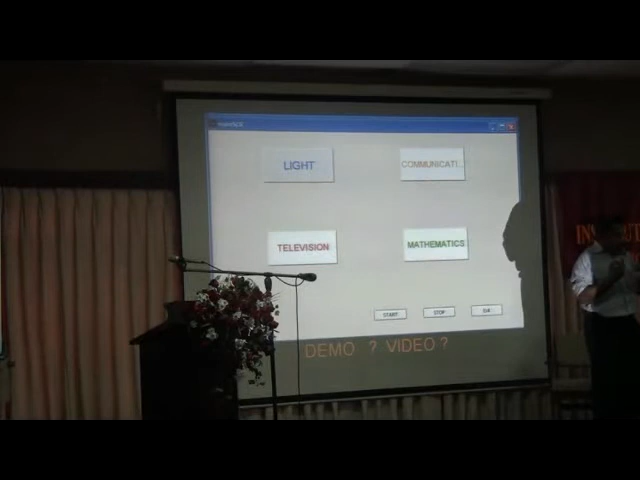 LIGHT
COMMUNICATI...
TELEVISION
MATHEMATICS
START
STOP
DEMO ? VIDEO ?